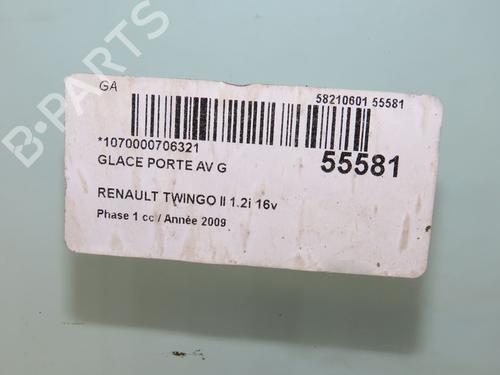 B-PARTS
GA
58210601 55581
*1070000706321
55581
GLACE PORTE AV G
RENAULT TWINGO II 1.2i 16v
Phase 1 cc / Année 2009